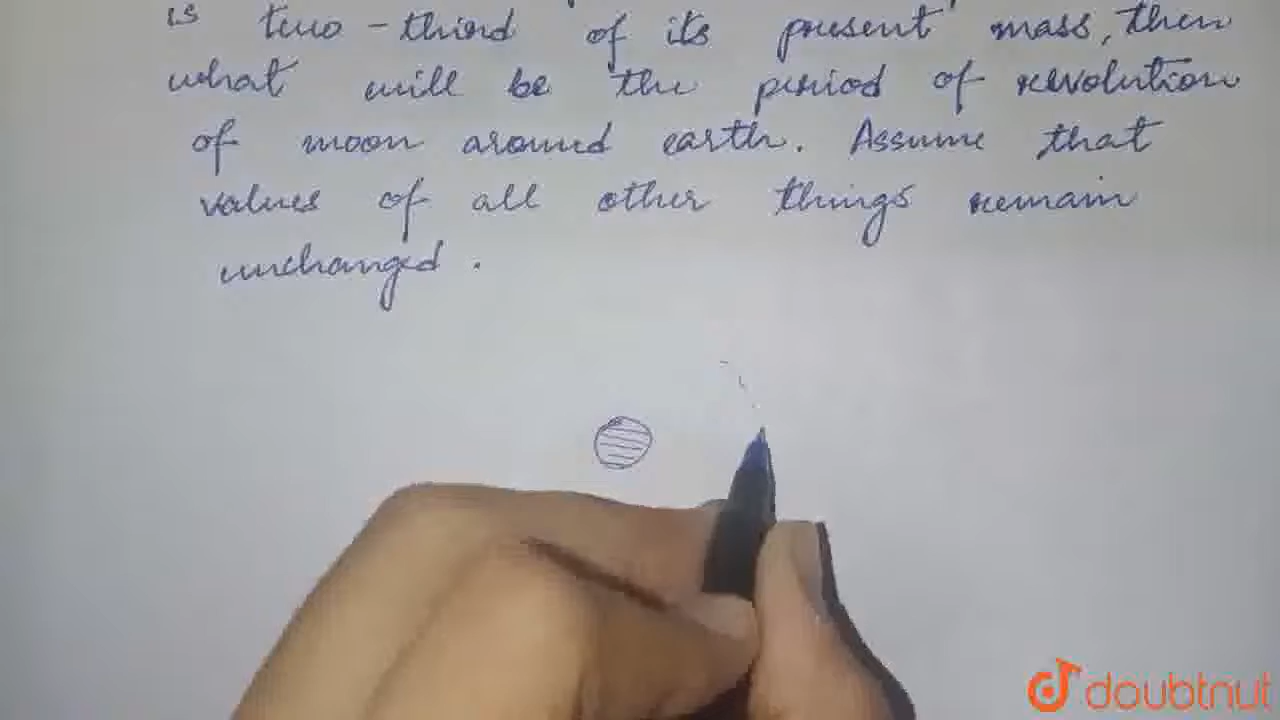 is two-third of its present mass, then
what will be the period of revolution
of moon around earth. Assume that
values of all other things remain
unchanged.
doubtnut